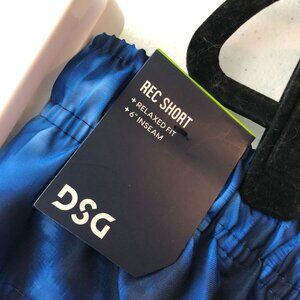 REC SHORT
+ RELAXED FIT
+ 6" INSEAM
DSG